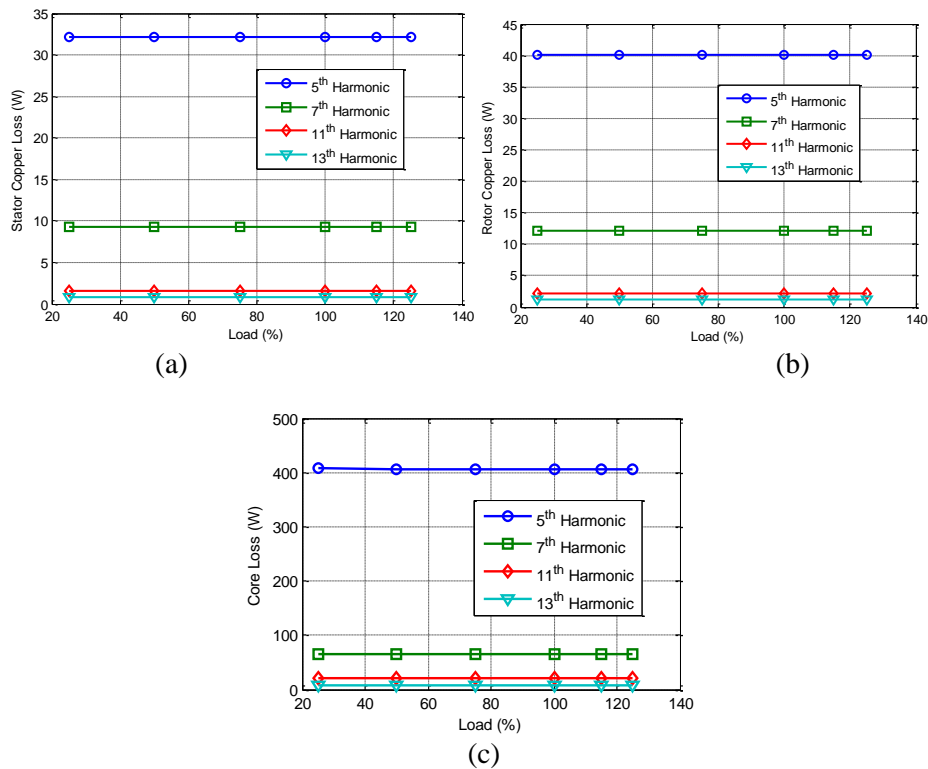 35
30
25
20
15
10
5
0
Stator Copper Loss (W)
5th Harmonic
7th Harmonic
11th Harmonic
13th Harmonic
20 40 60 80 100 120 140
Load (%)
(a)
45
40
35
30
25
20
15
10
5
0
Rotor Copper Loss (W)
5th Harmonic
7th Harmonic
11th Harmonic
13th Harmonic
20 40 60 80 100 120 140
Load (%)
(b)
500
400
300
200
100
0
Core Loss (W)
5th Harmonic
7th Harmonic
11th Harmonic
13th Harmonic
20 40 60 80 100 120 140
Load (%)
(c)